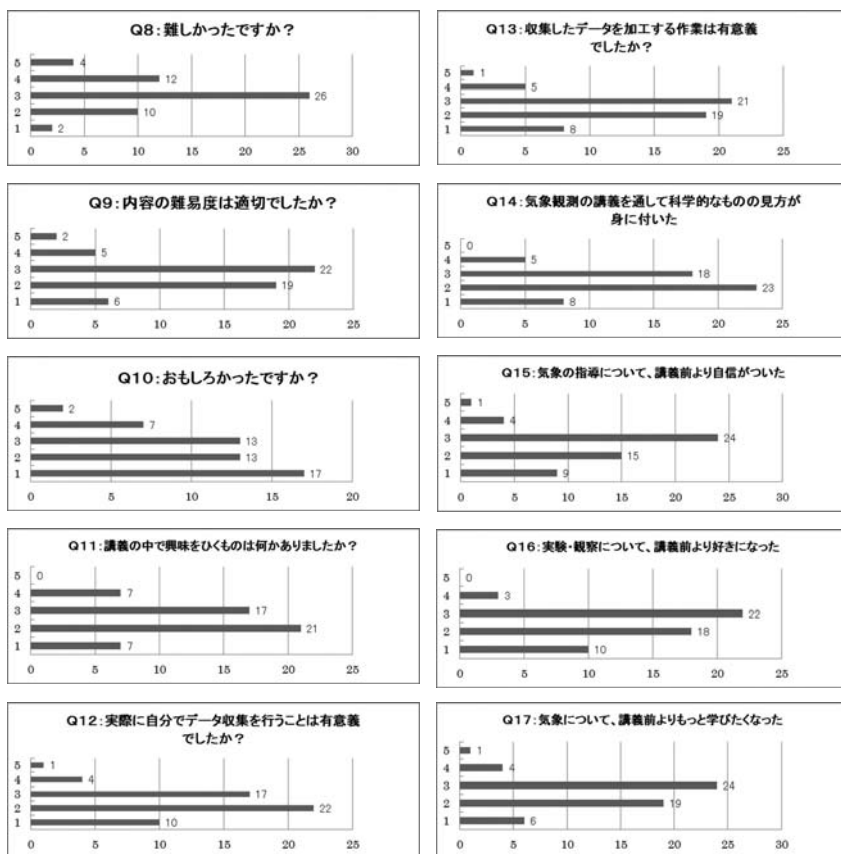 Q8:難しかったですか?
5 4
4 12
3 26
2 10
1 2
0 5 10 15 20 25 30
Q9:内容の難易度は適切でしたか?
5 2
4 5
3 22
2 19
1 6
0 5 10 15 20 25
Q10:おもしろかったですか?
5 2
4 7
3 13
2 13
1 17
0 5 10 15 20
Q11:講義の中で興味をひくものは何かありましたか?
5 0
4 7
3 17
2 21
1 7
0 5 10 15 20 25
Q12:実際に自分でデータ収集を行うことは有意義
でしたか?
5 1
4 4
3 17
2 22
1 10
0 5 10 15 20 25
Q13:収集したデータを加工する作業は有意義
でしたか?
5 1
4 5
3 21
2 19
1 8
0 5 10 15 20 25
Q14:気象観測の講義を通して科学的なものの見方が
身に付いた
5 0
4 5
3 18
2 23
1 8
0 5 10 15 20 25
Q15:気象の指導について、講義前より自信がついた
5 1
4 4
3 24
2 15
1 9
0 5 10 15 20 25 30
Q16:実験・観察について、講義前より好きになった
5 0
4 3
3 22
2 18
1 10
0 5 10 15 20 25
Q17:気象について、講義前よりもっと学びたくなった
5 1
4 4
3 24
2 19
1 6
0 5 10 15 20 25 30